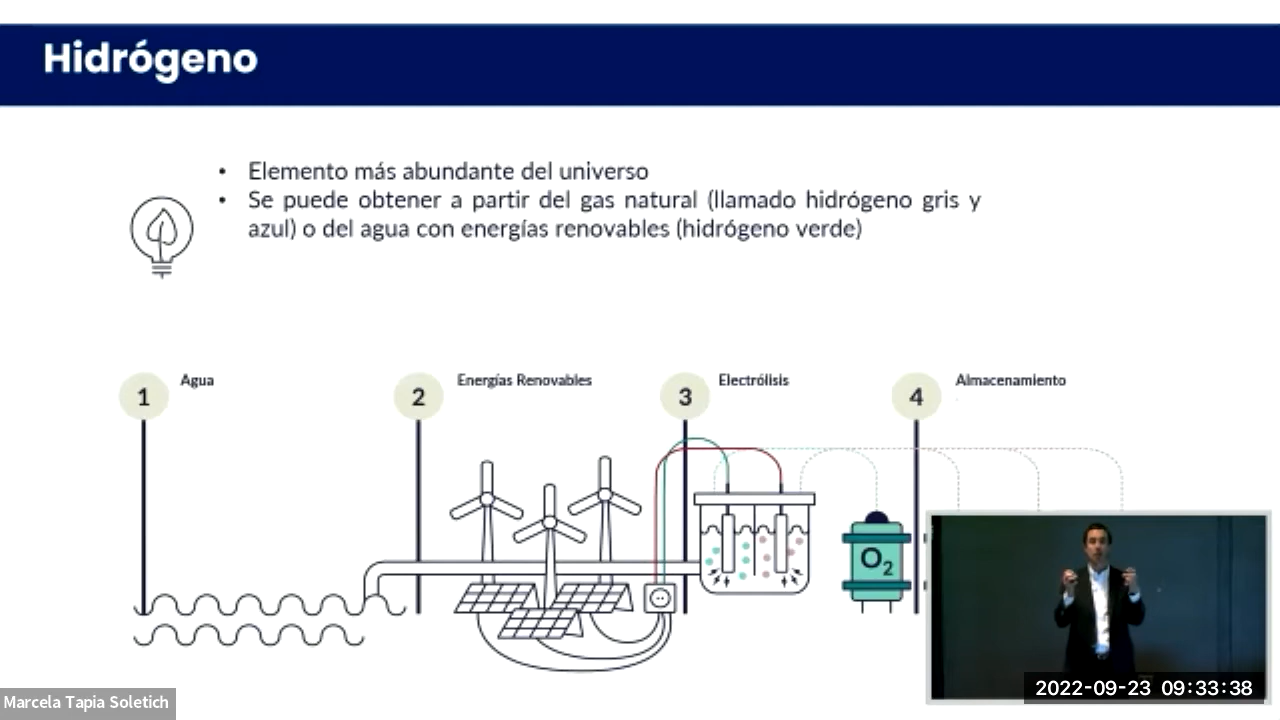 Hidrógeno
• Elemento más abundante del universo
• Se puede obtener a partir del gas natural (llamado hidrógeno gris y
azul) o del agua con energías renovables (hidrógeno verde)
1 Agua
2 Energías Renovables
3 Electrólisis
4 Almacenamiento
O2
Marcela Tapia Soletich
2022-09-23 09:33:38